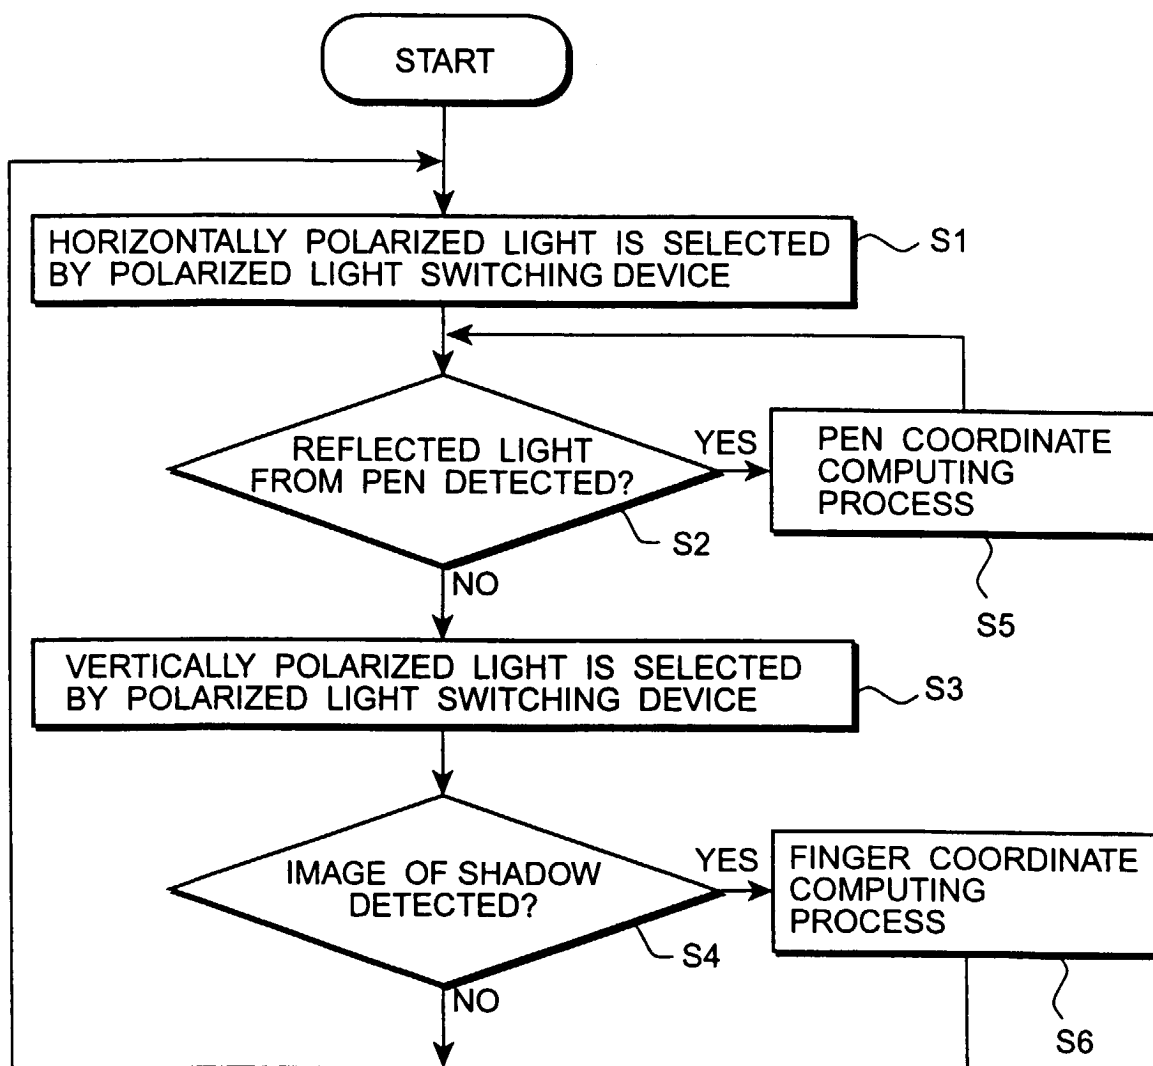 START
HORIZONTALLY POLARIZED LIGHT IS SELECTED
BY POLARIZED LIGHT SWITCHING DEVICE
S1
REFLECTED LIGHT
FROM PEN DETECTED?
YES
S2
NO
PEN COORDINATE
COMPUTING
PROCESS
S5
VERTICALLY POLARIZED LIGHT IS SELECTED
BY POLARIZED LIGHT SWITCHING DEVICE
S3
IMAGE OF SHADOW
DETECTED?
YES
S4
NO
FINGER COORDINATE
COMPUTING
PROCESS
S6